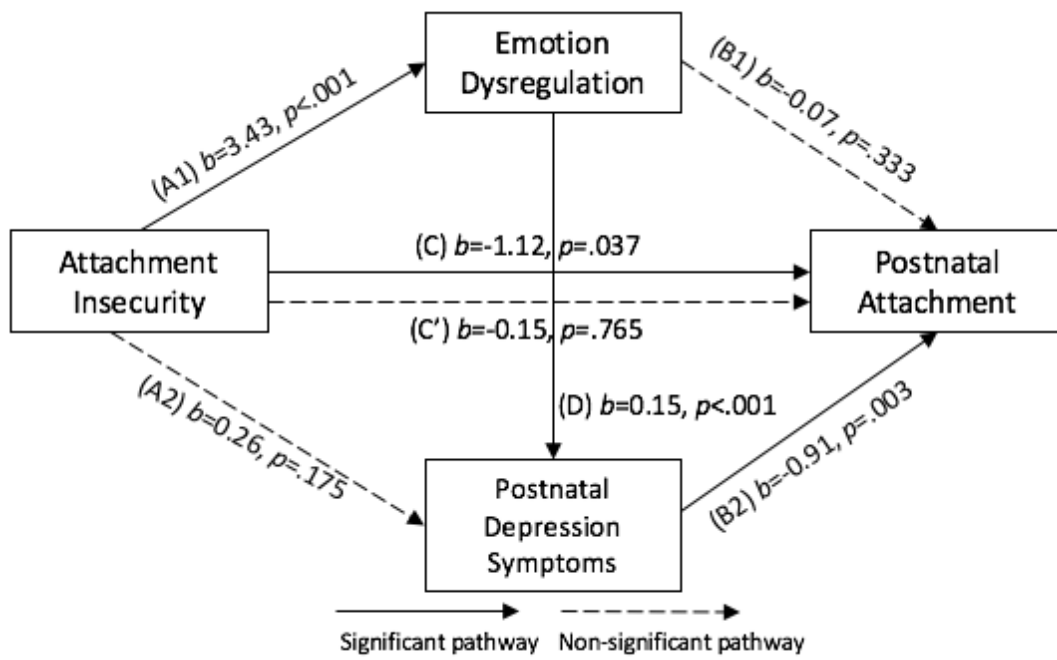 Emotion
Dysregulation
(A1) b=3.43, p<.001
(B1) b=-0.07, p=.333
Attachment
Insecurity
(C) b=-1.12, p=.037
(C’) b=-0.15, p=.765
Postnatal
Attachment
(A2) b=0.26, p=.175
(D) b=0.15, p<.001
(B2) b=-0.91, p=.003
Postnatal
Depression
Symptoms
Significant pathway
Non-significant pathway